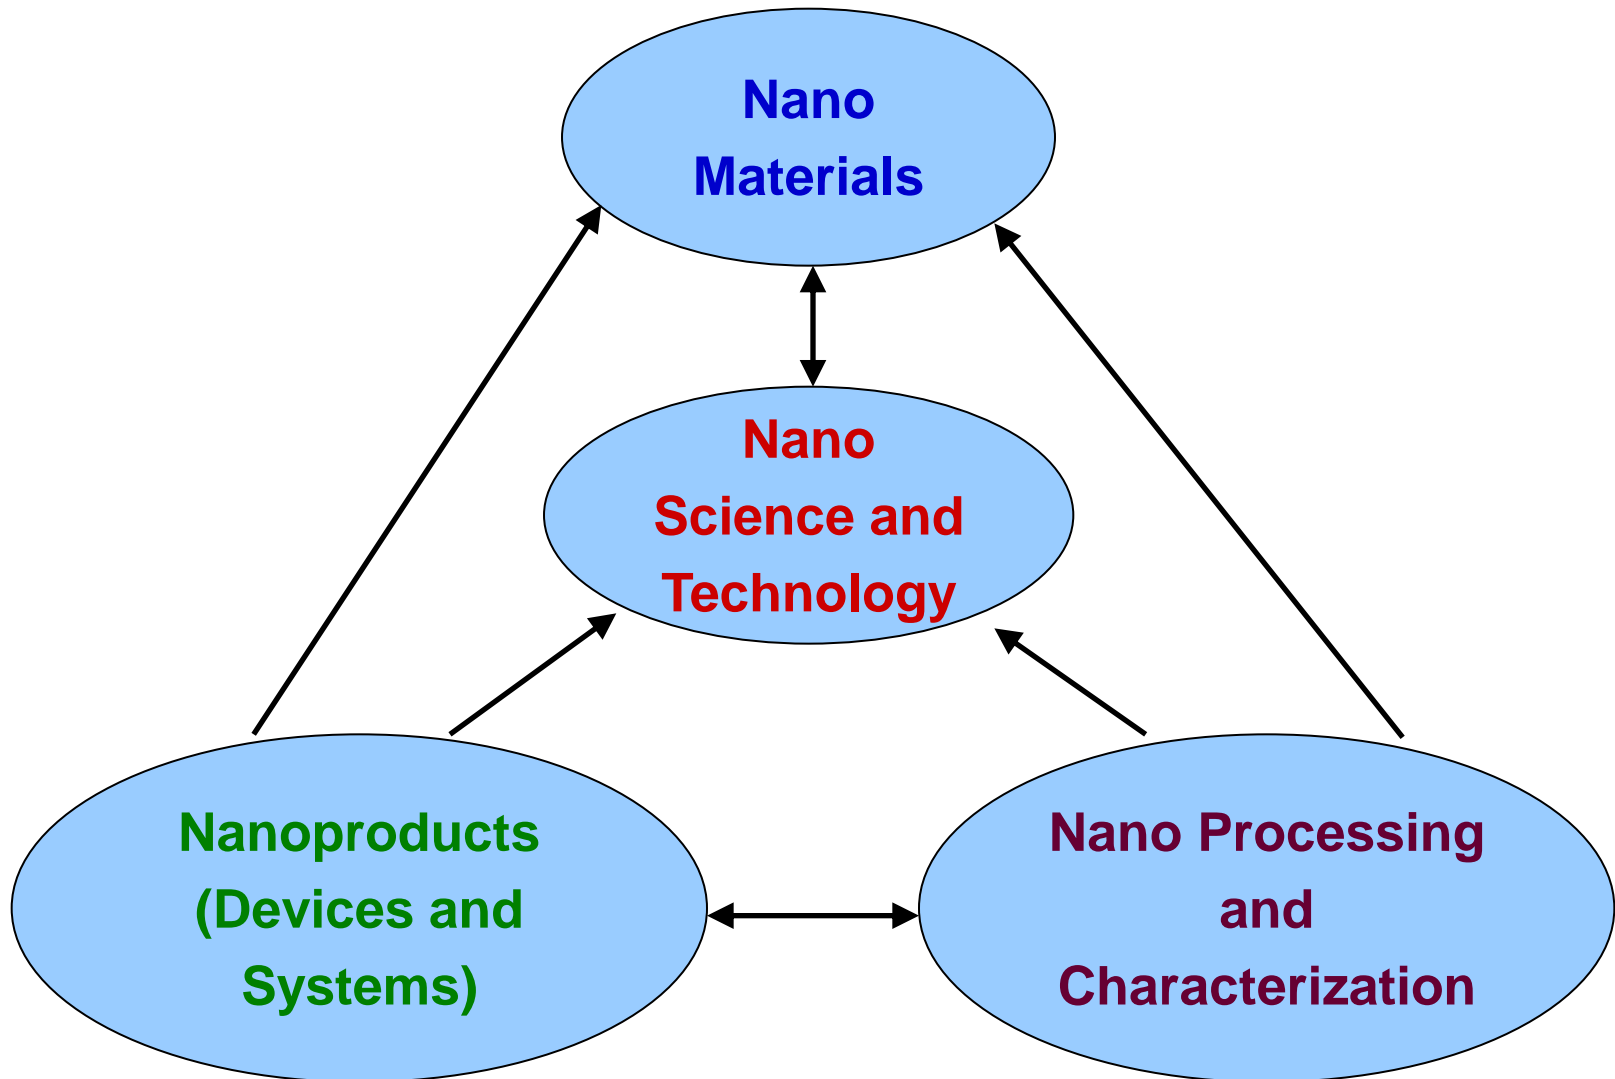 Nano
Materials
Nano
Science and
Technology
Nanoproducts
(Devices and
Systems)
Nano Processing
and
Characterization